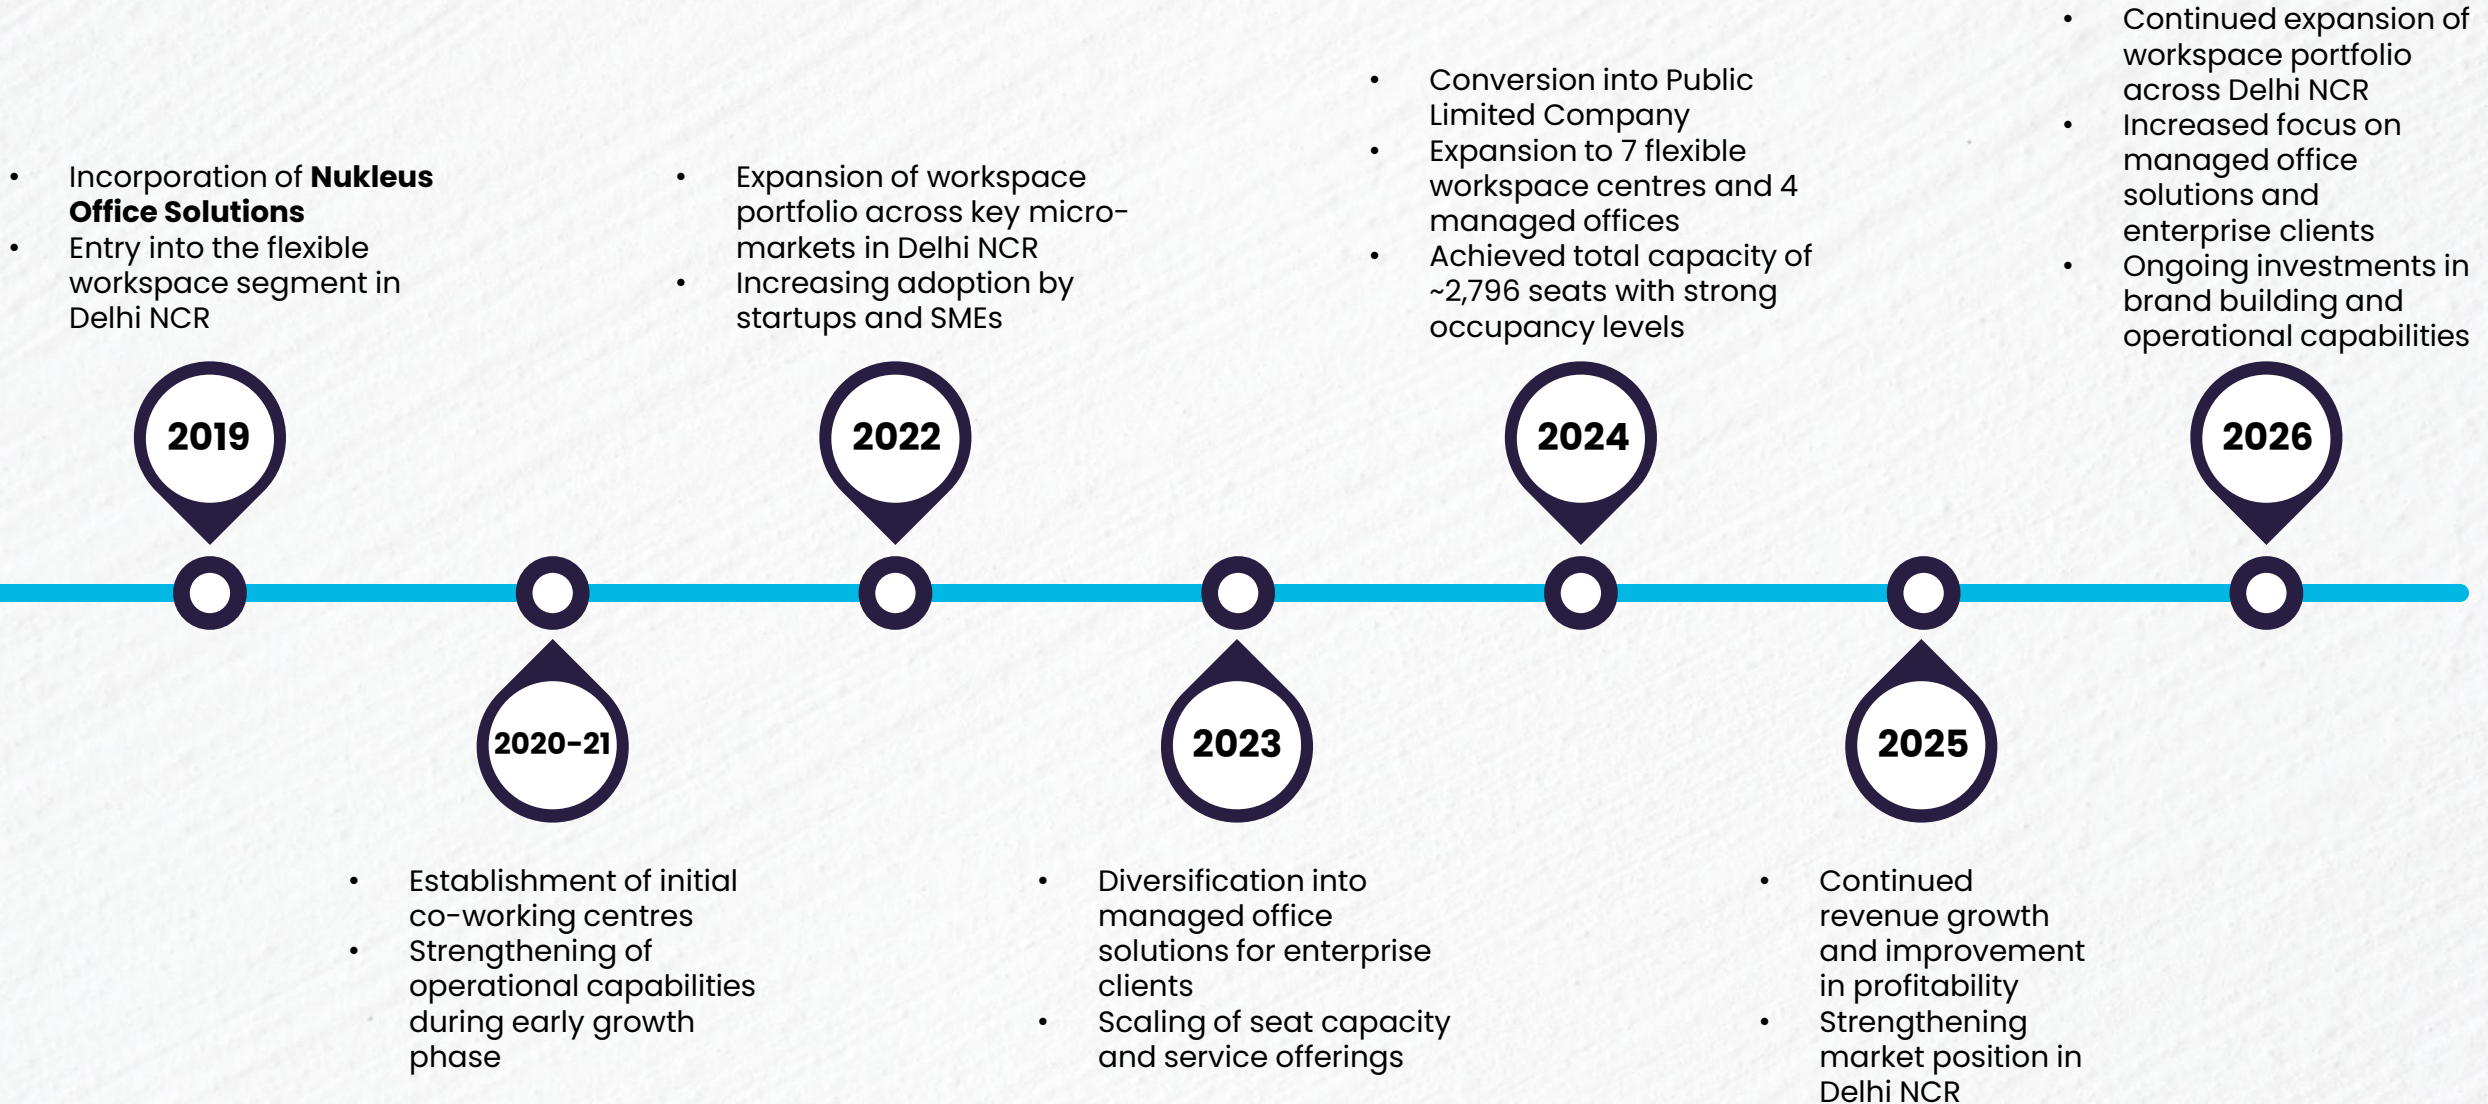 • Incorporation of Nukleus
Office Solutions
• Entry into the flexible
workspace segment in
Delhi NCR
2019
2020-21
• Establishment of initial
co-working centres
• Strengthening of
operational capabilities
during early growth
phase
• Expansion of workspace
portfolio across key micro-
markets in Delhi NCR
• Increasing adoption by
startups and SMEs
2022
2023
• Diversification into
managed office
solutions for enterprise
clients
• Scaling of seat capacity
and service offerings
• Conversion into Public
Limited Company
• Expansion to 7 flexible
workspace centres and 4
managed offices
• Achieved total capacity of
~2,796 seats with strong
occupancy levels
2024
2025
• Continued
revenue growth
and improvement
in profitability
• Strengthening
market position in
Delhi NCR
• Continued expansion of
workspace portfolio
across Delhi NCR
• Increased focus on
managed office
solutions and
enterprise clients
• Ongoing investments in
brand building and
operational capabilities
2026